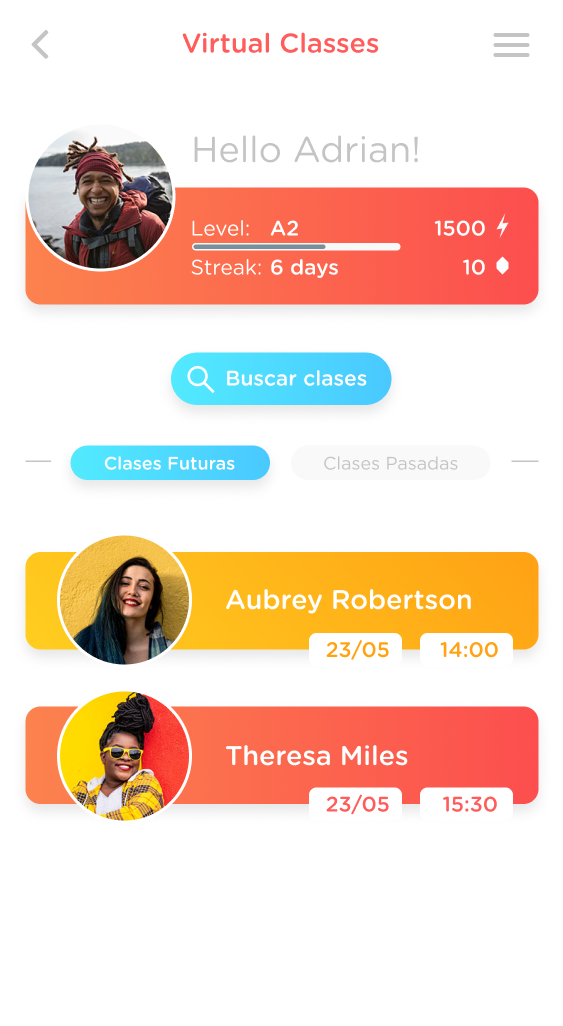 Virtual Classes
Hello Adrian!
Level: A2 1500
Streak: 6 days 10
Buscar clases
Clases Futuras Clases Pasadas
Aubrey Robertson
23/05 14:00
Theresa Miles
23/05 15:30